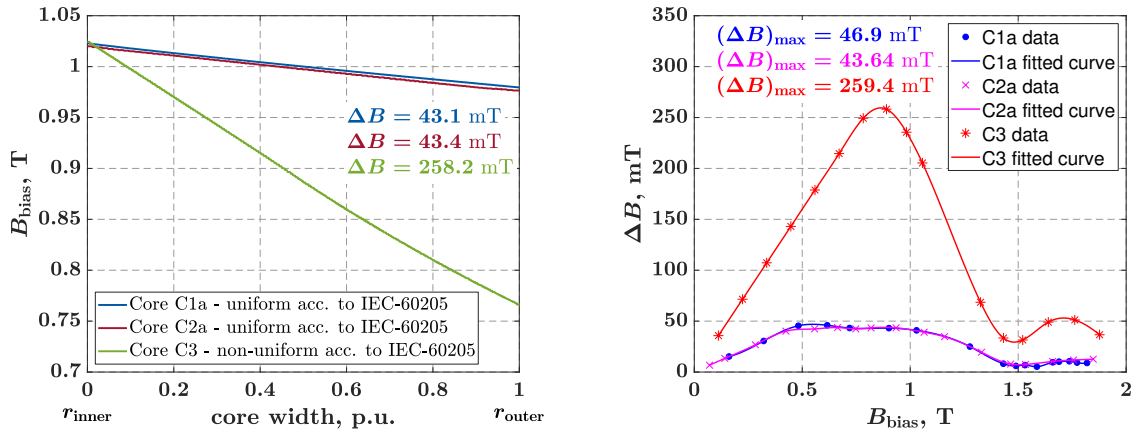 1.05
1
0.95
0.9
0.85
0.8
0.75
0.7
B_bias, T
ΔB = 43.1 mT
ΔB = 43.4 mT
ΔB = 258.2 mT
Core C1a - uniform acc. to IEC-60205
Core C2a - uniform acc. to IEC-60205
Core C3 - non-uniform acc. to IEC-60205
0 0.2 0.4 0.6 0.8 1
r_inner core width, p.u. r_outer
400
350
300
250
200
150
100
50
0
ΔB, mT
(ΔB)_max = 46.9 mT
(ΔB)_max = 43.64 mT
(ΔB)_max = 259.4 mT
C1a data
C1a fitted curve
C2a data
C2a fitted curve
C3 data
C3 fitted curve
0 0.5 1 1.5 2
B_bias, T